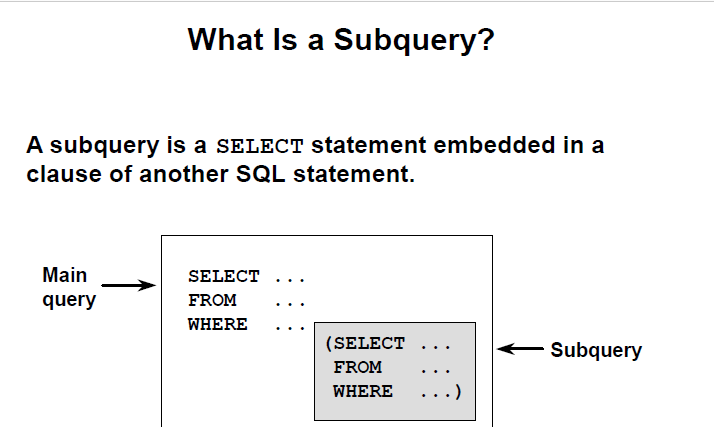 What Is a Subquery?
A subquery is a SELECT statement embedded in a
clause of another SQL statement.
Main
query
SELECT ...
FROM ...
WHERE ...
(SELECT ...
FROM ...
WHERE ...)
Subquery